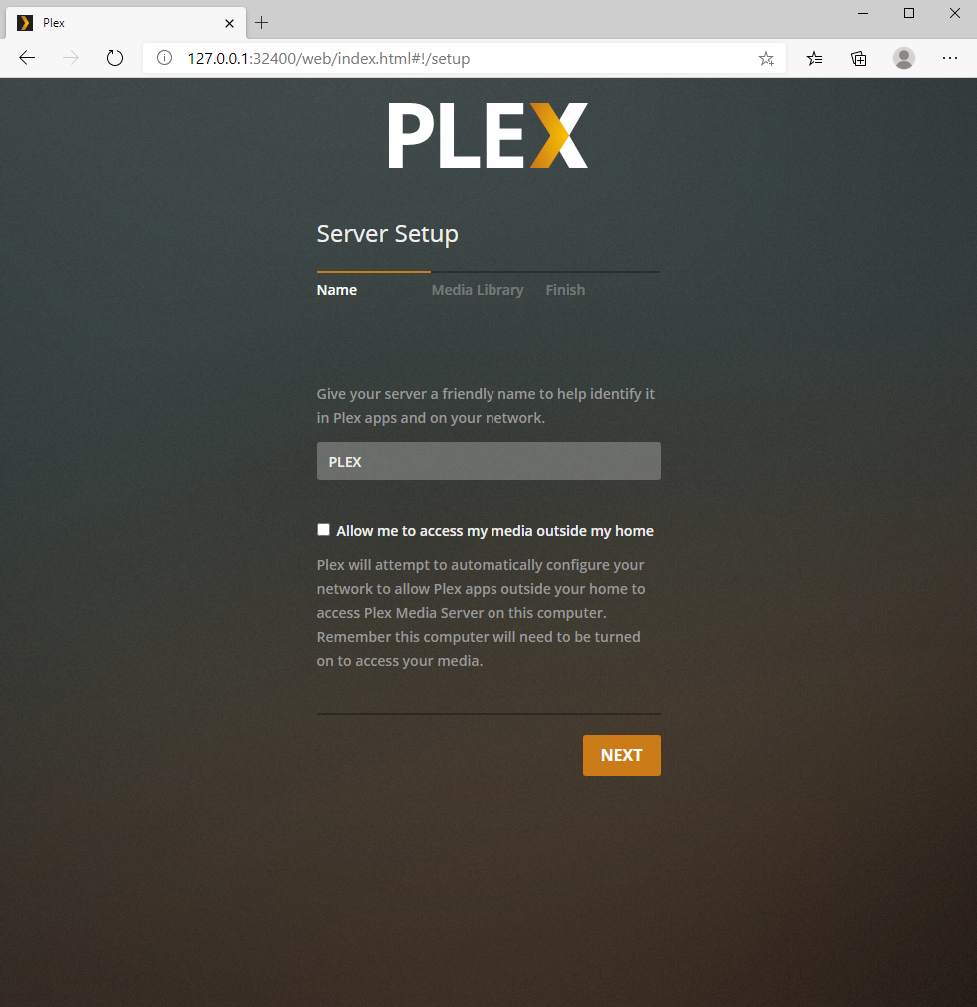 Plex
127.0.0.1:32400/web/index.html#!/setup
PLEX
Server Setup
Name Media Library Finish
Give your server a friendly name to help identify it
in Plex apps and on your network.
PLEX
Allow me to access my media outside my home
Plex will attempt to automatically configure your
network to allow Plex apps outside your home to
access Plex Media Server on this computer.
Remember this computer will need to be turned
on to access your media.
NEXT